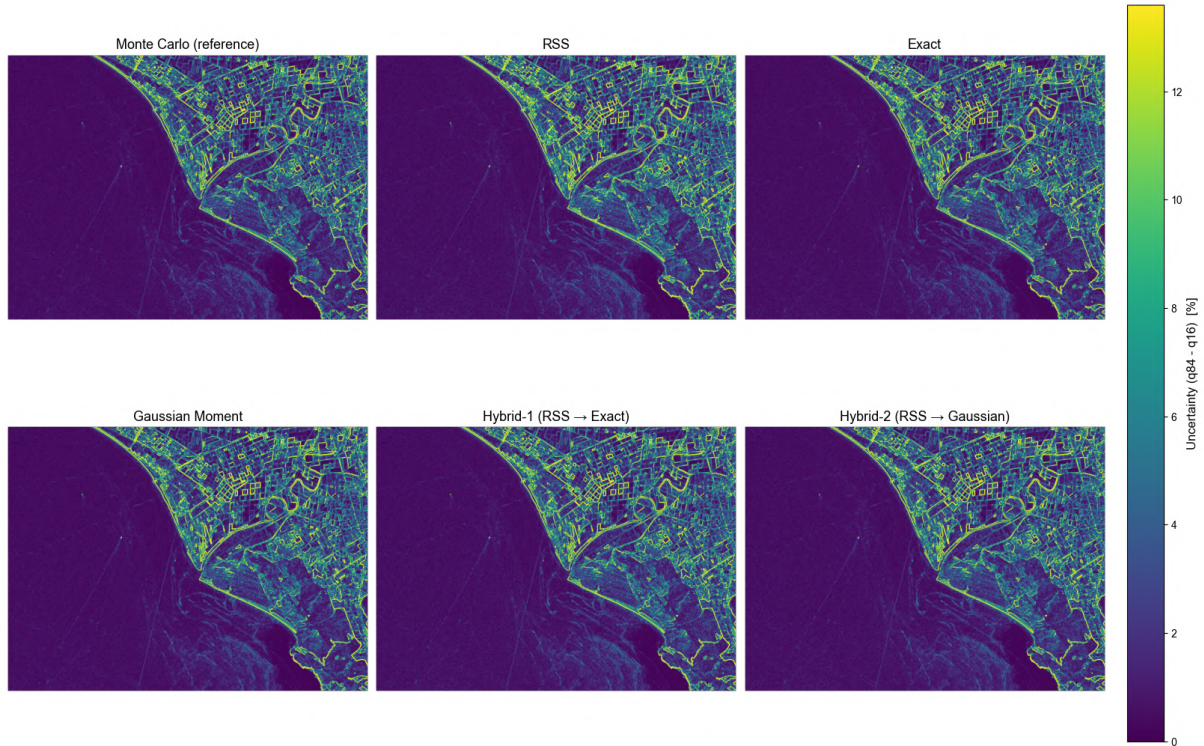 Monte Carlo (reference)
RSS
Exact
Gaussian Moment
Hybrid-1 (RSS → Exact)
Hybrid-2 (RSS → Gaussian)
12
10
8
6
4
2
0
Uncertainty (q84 - q16) [%]